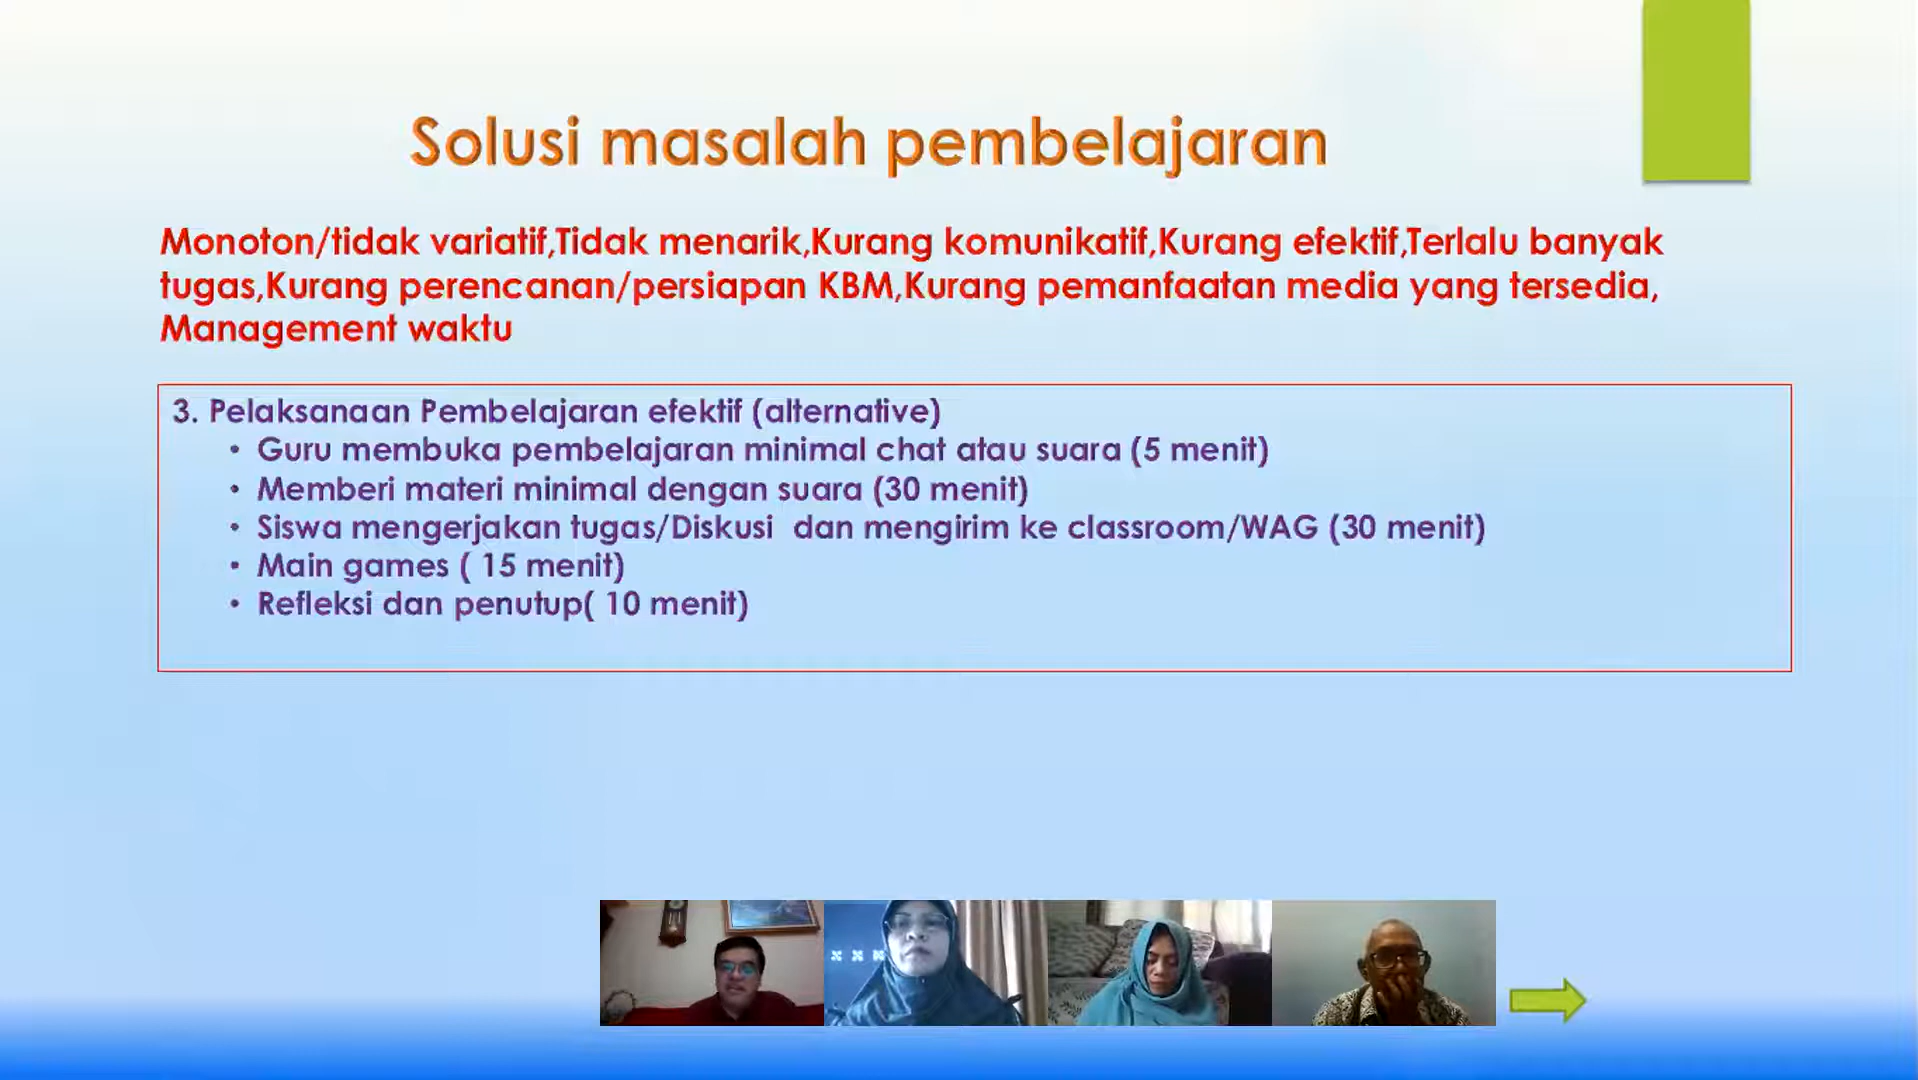 Solusi masalah pembelajaran
Monoton/tidak variatif,Tidak menarik,Kurang komunikatif,Kurang efektif,Terlalu banyak
tugas,Kurang perencanan/persiapan KBM,Kurang pemanfaatan media yang tersedia,
Management waktu
3. Pelaksanaan Pembelajaran efektif (alternative)
• Guru membuka pembelajaran minimal chat atau suara (5 menit)
• Memberi materi minimal dengan suara (30 menit)
• Siswa mengerjakan tugas/Diskusi  dan mengirim ke classroom/WAG (30 menit)
• Main games ( 15 menit)
• Refleksi dan penutup( 10 menit)